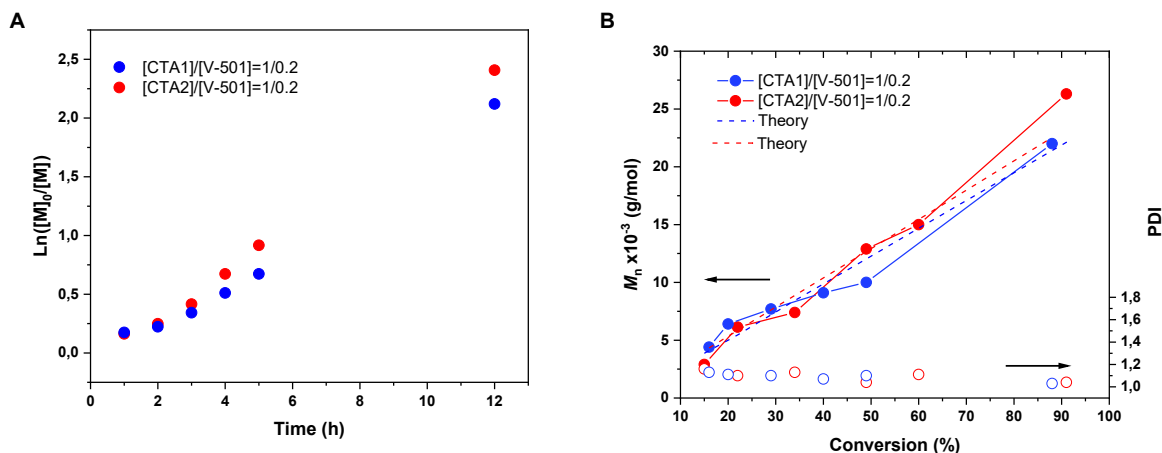 A
Ln([M]₀/[M])
2,5
2,0
1,5
1,0
0,5
0,0
[CTA1]/[V-501]=1/0.2
[CTA2]/[V-501]=1/0.2
0 2 4 6 8 10 12
Time (h)
B
Mₙ x10⁻³ (g/mol)
30
25
20
15
10
5
0
[CTA1]/[V-501]=1/0.2
[CTA2]/[V-501]=1/0.2
Theory
Theory
PDI
1,8
1,6
1,4
1,2
1,0
10 20 30 40 50 60 70 80 90 100
Conversion (%)